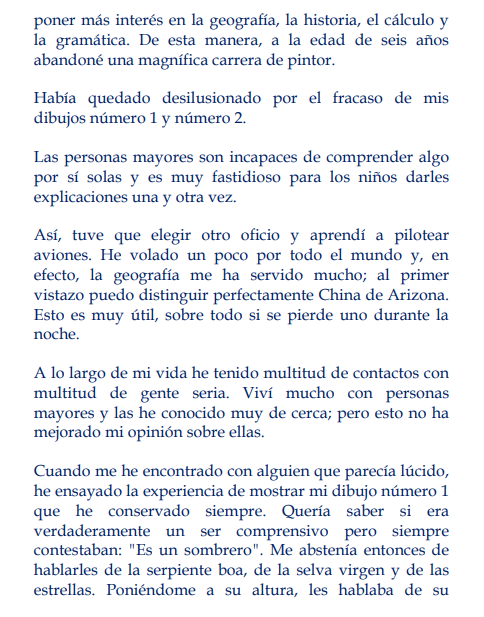 poner más interés en la geografía, la historia, el cálculo y
la gramática. De esta manera, a la edad de seis años
abandoné una magnífica carrera de pintor.
Había quedado desilusionado por el fracaso de mis
dibujos número 1 y número 2.
Las personas mayores son incapaces de comprender algo
por sí solas y es muy fastidioso para los niños darles
explicaciones una y otra vez.
Así, tuve que elegir otro oficio y aprendí a pilotear
aviones. He volado un poco por todo el mundo y, en
efecto, la geografía me ha servido mucho; al primer
vistazo puedo distinguir perfectamente China de Arizona.
Esto es muy útil, sobre todo si se pierde uno durante la
noche.
A lo largo de mi vida he tenido multitud de contactos con
multitud de gente seria. Viví mucho con personas
mayores y las he conocido muy de cerca; pero esto no ha
mejorado mi opinión sobre ellas.
Cuando me he encontrado con alguien que parecía lúcido,
he ensayado la experiencia de mostrar mi dibujo número 1
que he conservado siempre. Quería saber si era
verdaderamente un ser comprensivo pero siempre
contestaban: "Es un sombrero". Me abstenía entonces de
hablarles de la serpiente boa, de la selva virgen y de las
estrellas. Poniéndome a su altura, les hablaba de su